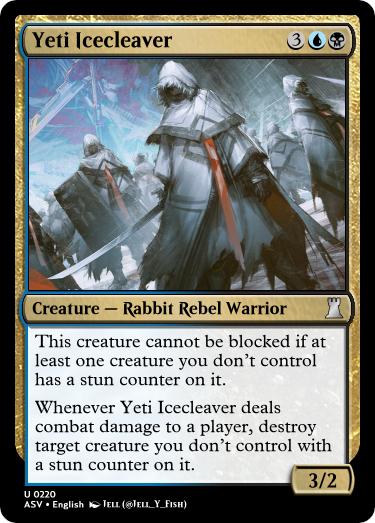 Yeti Icecleaver 3
Creature — Rabbit Rebel Warrior
This creature cannot be blocked if at
least one creature you don't control
has a stun counter on it.
Whenever Yeti Icecleaver deals
combat damage to a player, destroy
target creature you don't control with
a stun counter on it.
3/2
U 0220
ASV • English Jell (@Jell_Y_Fish)